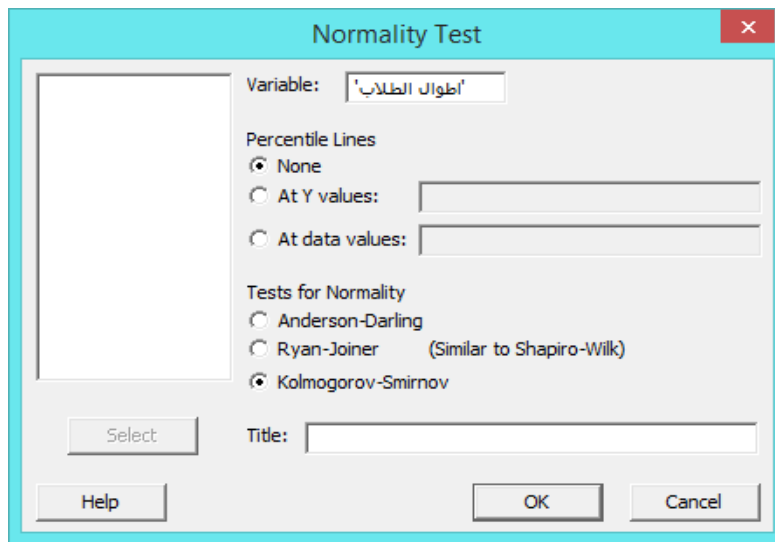 Normality Test
Variable: 'اطوال الطلاب'
Percentile Lines
None
At Y values:
At data values:
Tests for Normality
Anderson-Darling
Ryan-Joiner (Similar to Shapiro-Wilk)
Kolmogorov-Smirnov
Select
Title:
Help
OK
Cancel